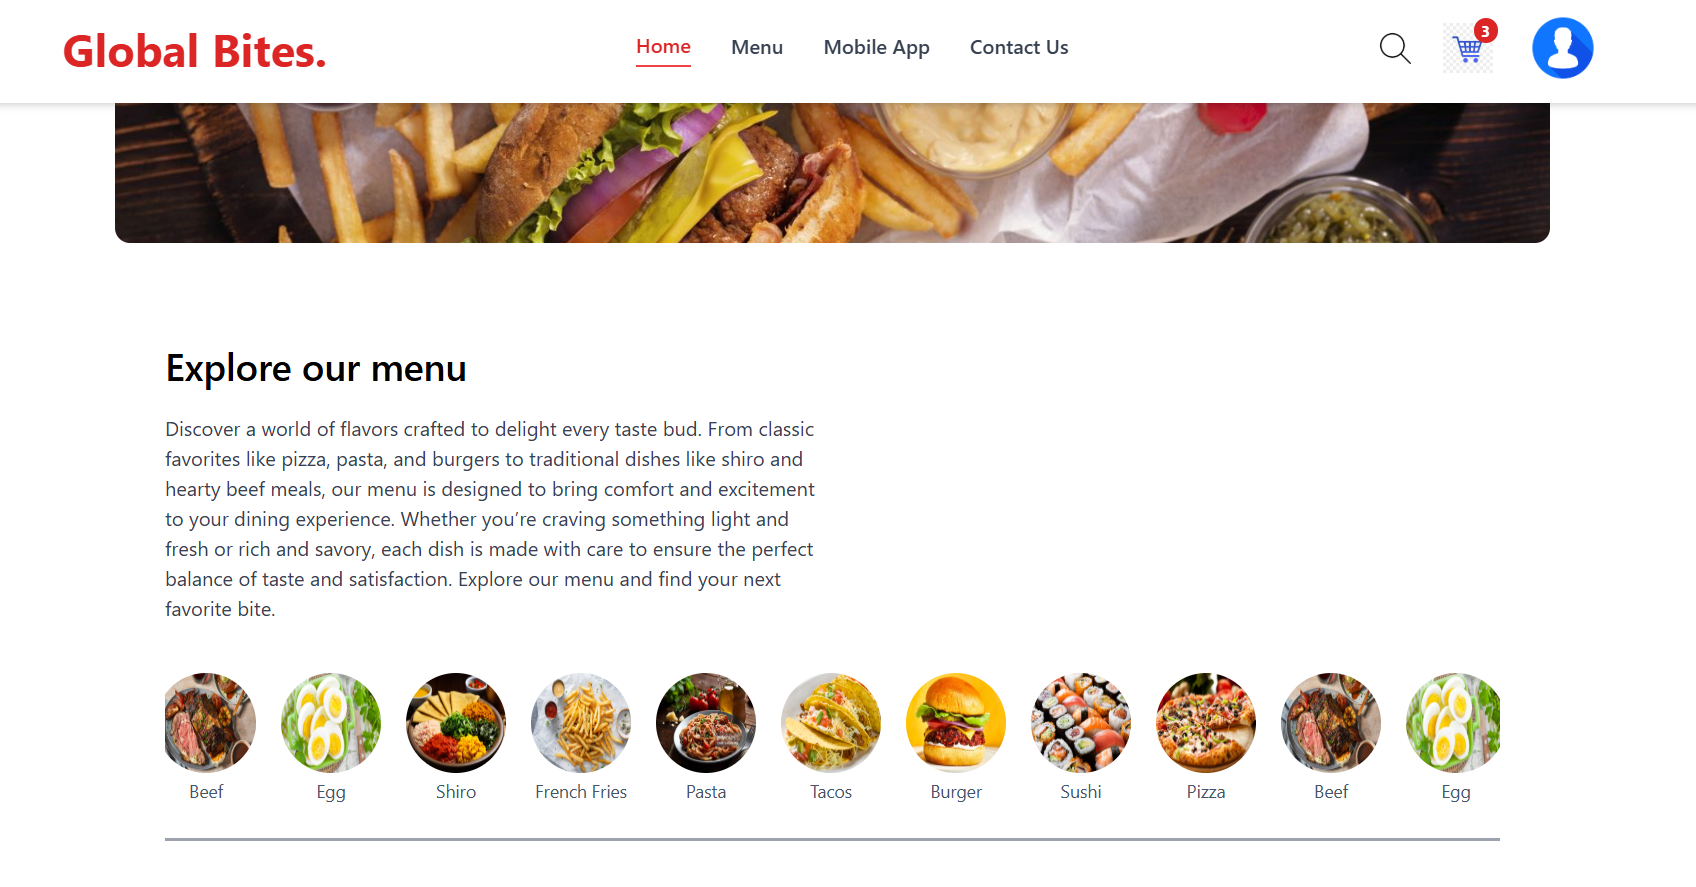 Global Bites.
Home Menu Mobile App Contact Us
3
Explore our menu
Discover a world of flavors crafted to delight every taste bud. From classic
favorites like pizza, pasta, and burgers to traditional dishes like shiro and
hearty beef meals, our menu is designed to bring comfort and excitement
to your dining experience. Whether you’re craving something light and
fresh or rich and savory, each dish is made with care to ensure the perfect
balance of taste and satisfaction. Explore our menu and find your next
favorite bite.
Beef Egg Shiro French Fries Pasta Tacos Burger Sushi Pizza Beef Egg